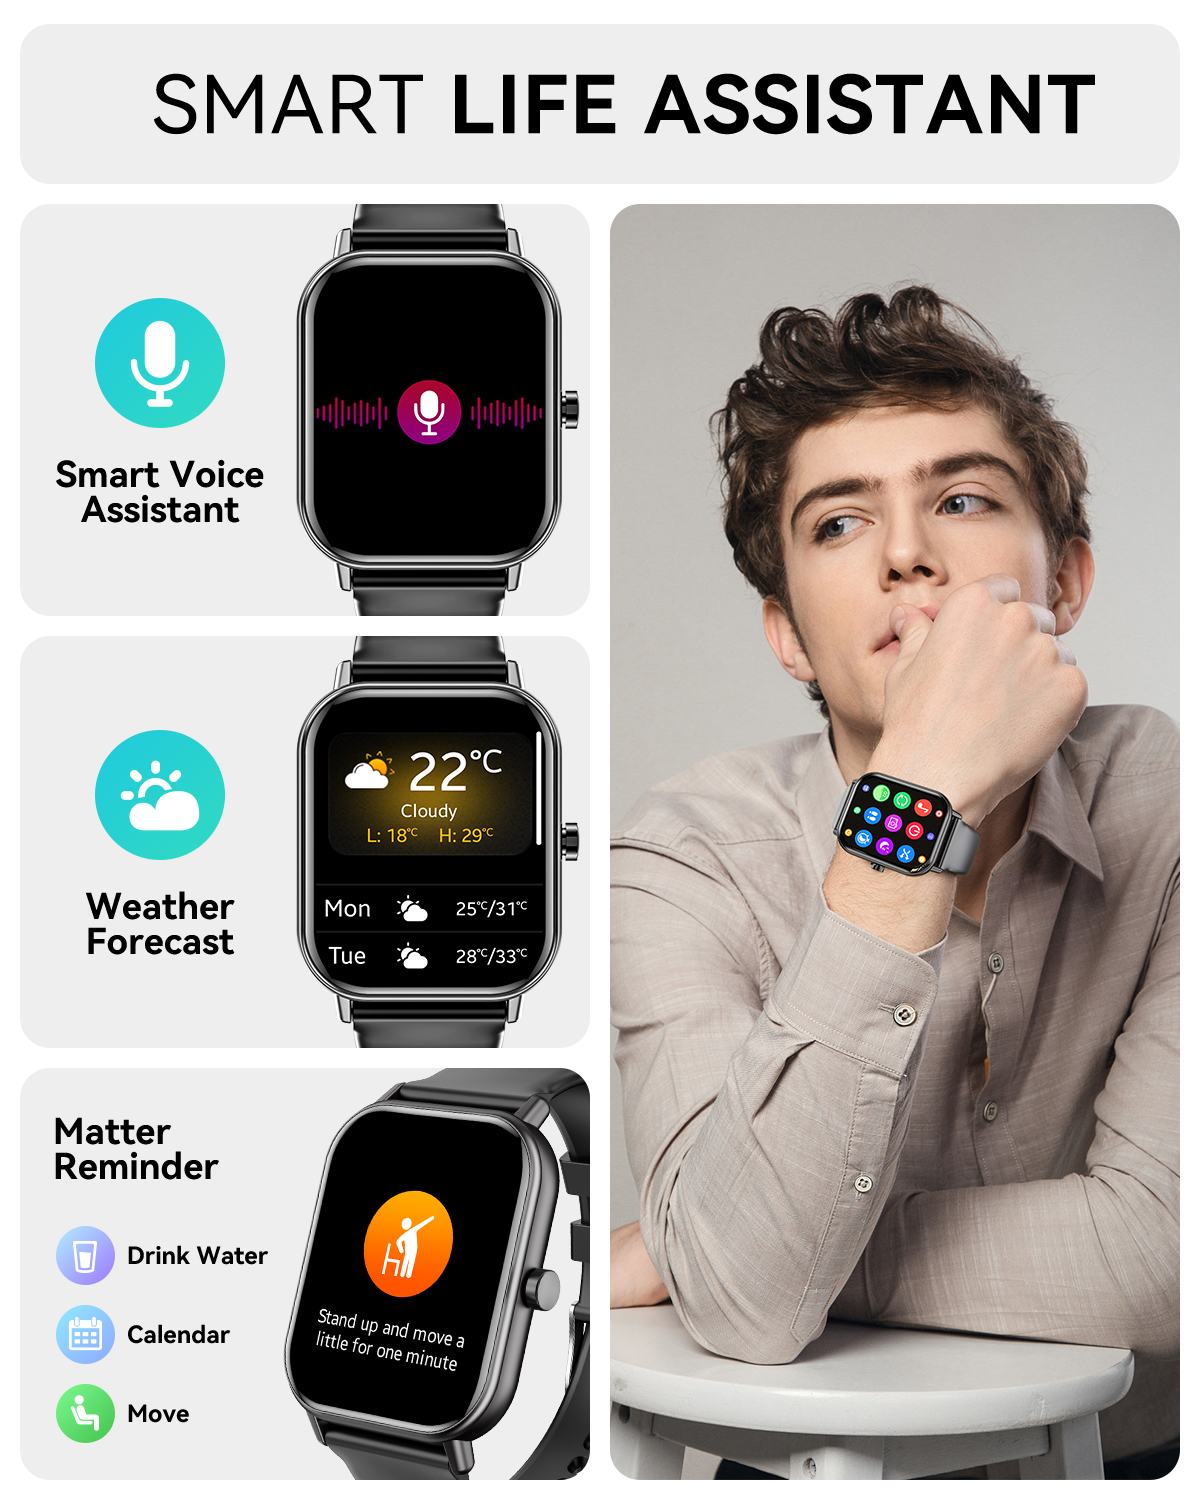 SMART LIFE ASSISTANT
Smart Voice
Assistant
22°C
Cloudy
L: 18°C H: 29°C
Mon 25°C/31°C
Tue 28°C/33°C
Weather
Forecast
Matter
Reminder
Drink Water
Calendar
Move
Stand up and move a
little for one minute